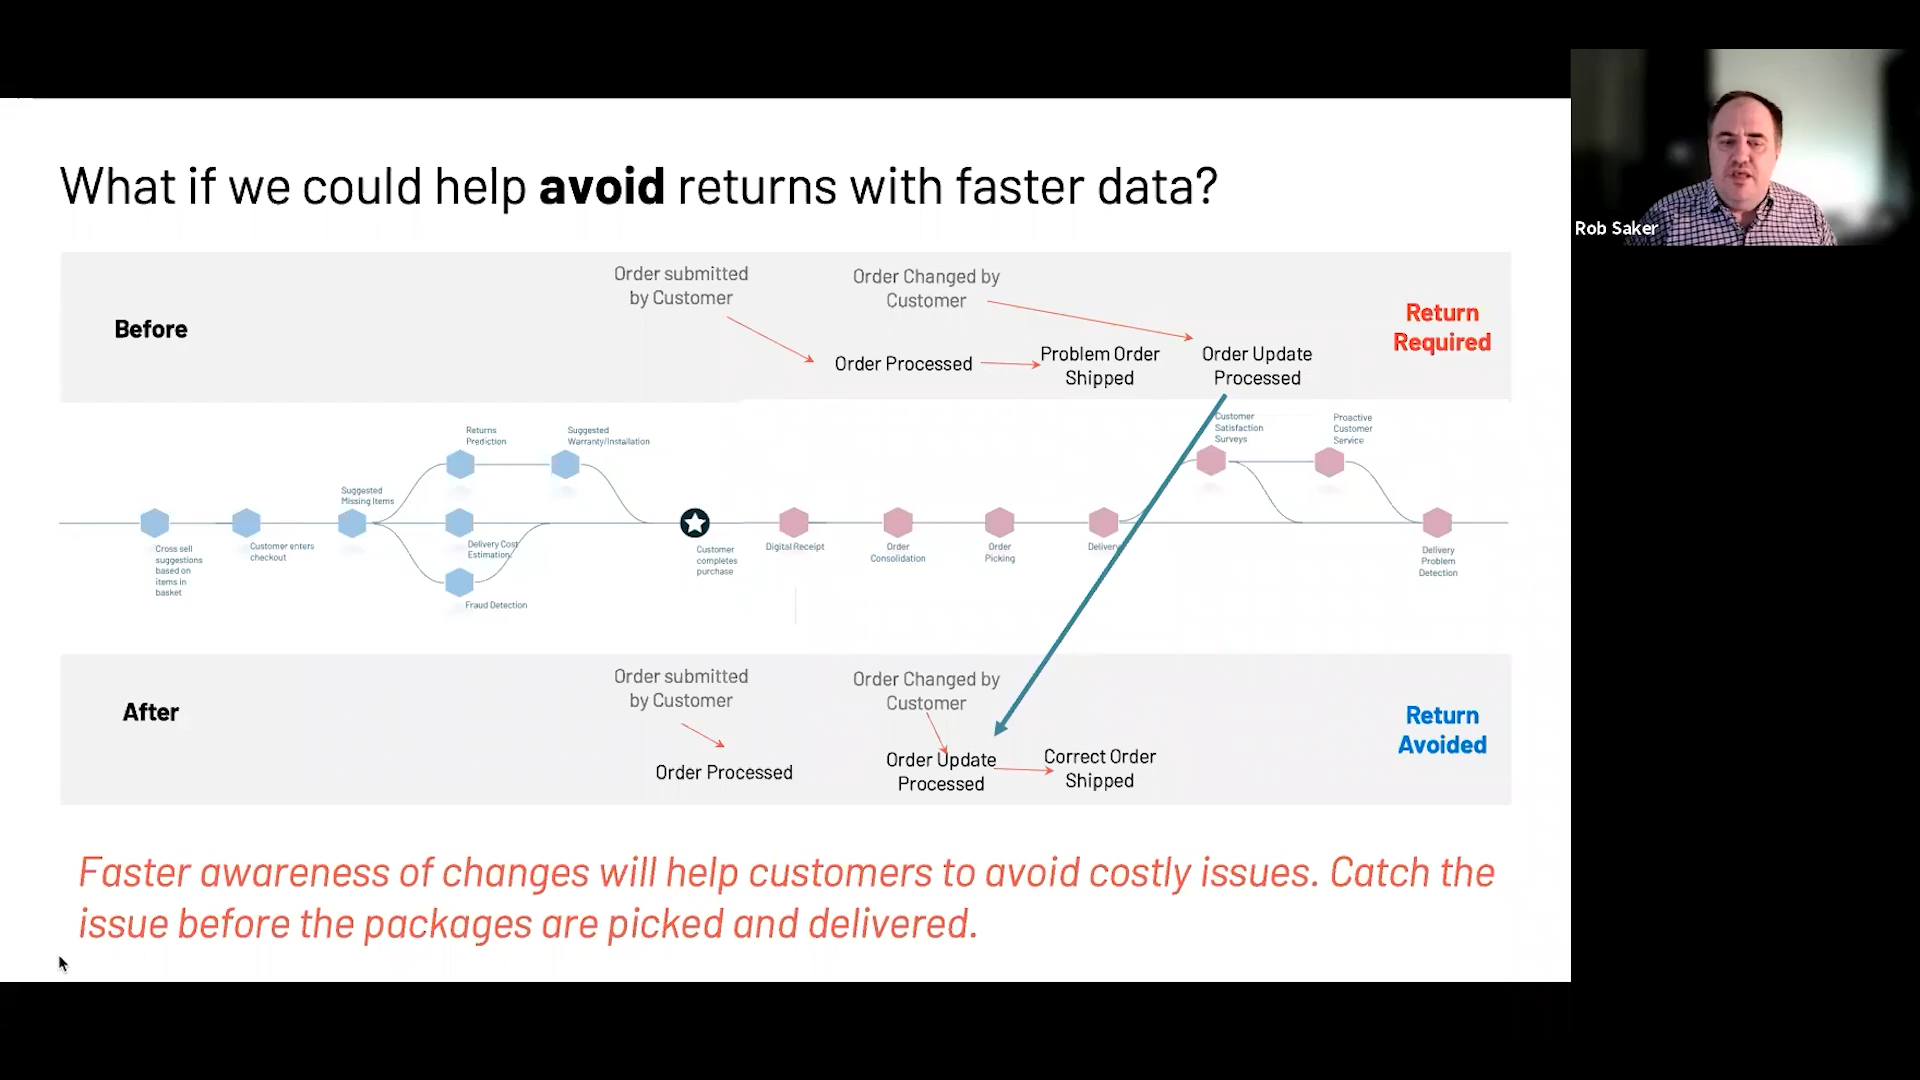 What if we could help avoid returns with faster data?
Rob Saker
Before
Order submitted
by Customer
Order Changed by
Customer
Order Processed
Problem Order
Shipped
Order Update
Processed
Return
Required
Returns
Prediction
Suggested
Warranty/Installation
Customer
Satisfaction
Surveys
Proactive
Customer
Service
Suggested
Missing Items
Cross sell
suggestions
based on
items in
basket
Customer enters
checkout
Delivery Cost
Estimation
Fraud Detection
Customer
completes
purchase
Digital Receipt
Order
Consolidation
Order
Picking
Delivery
Delivery
Problem
Detection
After
Order submitted
by Customer
Order Changed by
Customer
Order Processed
Order Update
Processed
Correct Order
Shipped
Return
Avoided
Faster awareness of changes will help customers to avoid costly issues. Catch the
issue before the packages are picked and delivered.